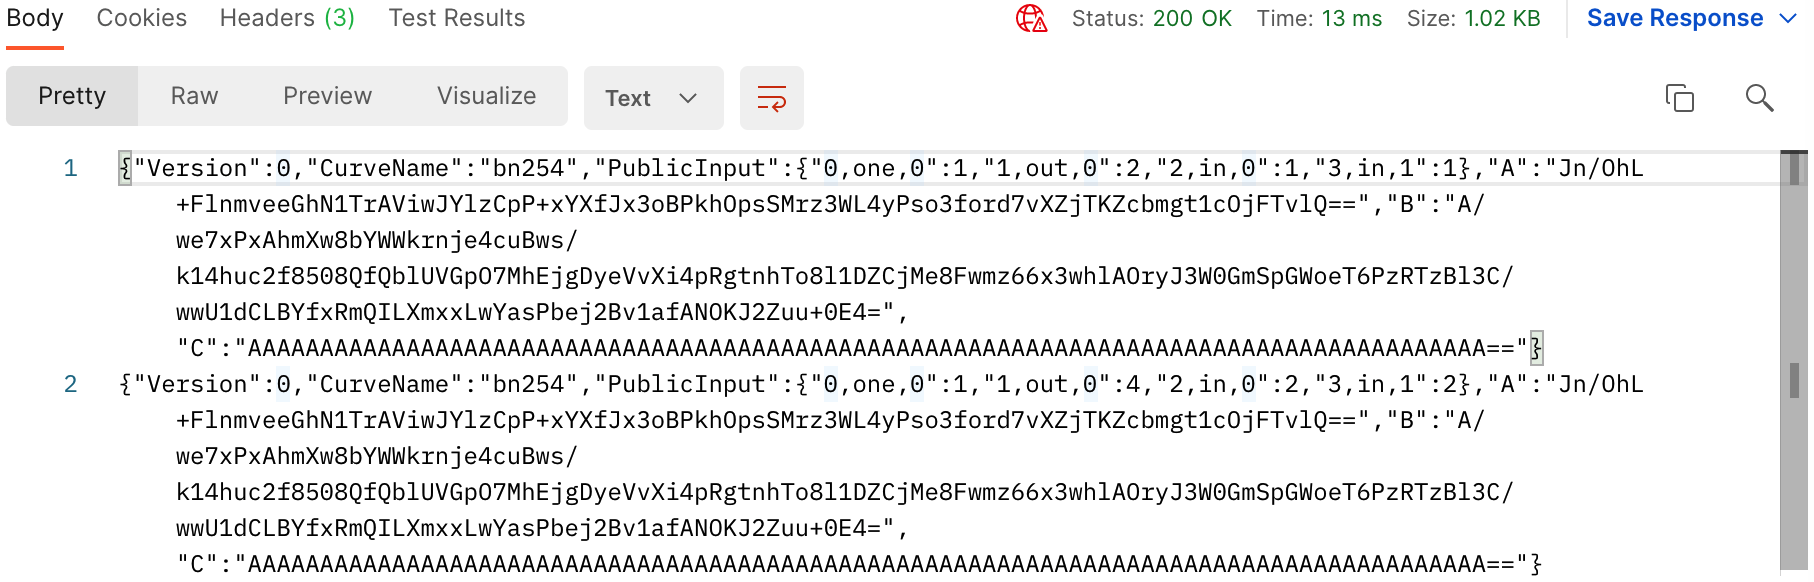 Body Cookies Headers (3) Test Results Status: 200 OK Time: 13 ms Size: 1.02 KB Save Response
Pretty Raw Preview Visualize Text
1 {"Version":0,"CurveName":"bn254","PublicInput":{"0,one,0":1,"1,out,0":2,"2,in,0":1,"3,in,1":1},"A":"Jn/OhL
+FlnmveeGhN1TrAViwJYlzCpP+xYXfJx3oBPkhOpsSMrz3WL4yPso3ford7vXZjTKZcbmgt1cOjFTvlQ==","B":"A/
we7xPxAhmXw8bYWWkrnje4cuBws/
k14huc2f8508QfQblUVGpO7MhEjgDyeVvXi4pRgtnhTo8l1DZCjMe8Fwmz66x3whlAOryJ3W0GmSpGWoeT6PzRTzBl3C/
wwU1dCLBYfxRmQILXmxxLwYasPbej2Bv1afANOKJ2Zuu+0E4=",
"C":"AAAAAAAAAAAAAAAAAAAAAAAAAAAAAAAAAAAAAAAAAAAAAAAAAAAAAAAAAAAAAAAAAAAAAAAAAAAAAAAAAAAAAA=="}
2 {"Version":0,"CurveName":"bn254","PublicInput":{"0,one,0":1,"1,out,0":4,"2,in,0":2,"3,in,1":2},"A":"Jn/OhL
+FlnmveeGhN1TrAViwJYlzCpP+xYXfJx3oBPkhOpsSMrz3WL4yPso3ford7vXZjTKZcbmgt1cOjFTvlQ==","B":"A/
we7xPxAhmXw8bYWWkrnje4cuBws/
k14huc2f8508QfQblUVGpO7MhEjgDyeVvXi4pRgtnhTo8l1DZCjMe8Fwmz66x3whlAOryJ3W0GmSpGWoeT6PzRTzBl3C/
wwU1dCLBYfxRmQILXmxxLwYasPbej2Bv1afANOKJ2Zuu+0E4=",
"C":"AAAAAAAAAAAAAAAAAAAAAAAAAAAAAAAAAAAAAAAAAAAAAAAAAAAAAAAAAAAAAAAAAAAAAAAAAAAAAAAAAAAAAA=="}